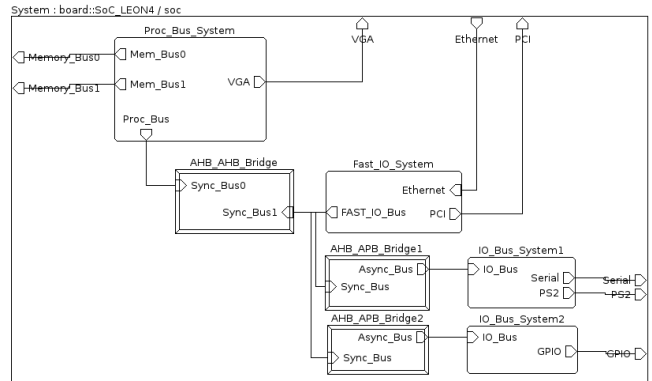 System : board::SoC_LEON4 / soc
VGA
Ethernet
PCI
Proc_Bus_System
Memory_Bus0
Mem_Bus0
Memory_Bus1
Mem_Bus1
VGA
Proc_Bus
AHB_AHB_Bridge
Sync_Bus0
Sync_Bus1
Fast_IO_System
Ethernet
FAST_IO_Bus
PCI
AHB_APB_Bridge1
Async_Bus
Sync_Bus
IO_Bus_System1
IO_Bus
Serial
PS2
Serial
PS2
AHB_APB_Bridge2
Async_Bus
Sync_Bus
IO_Bus_System2
IO_Bus
GPIO
GPIO